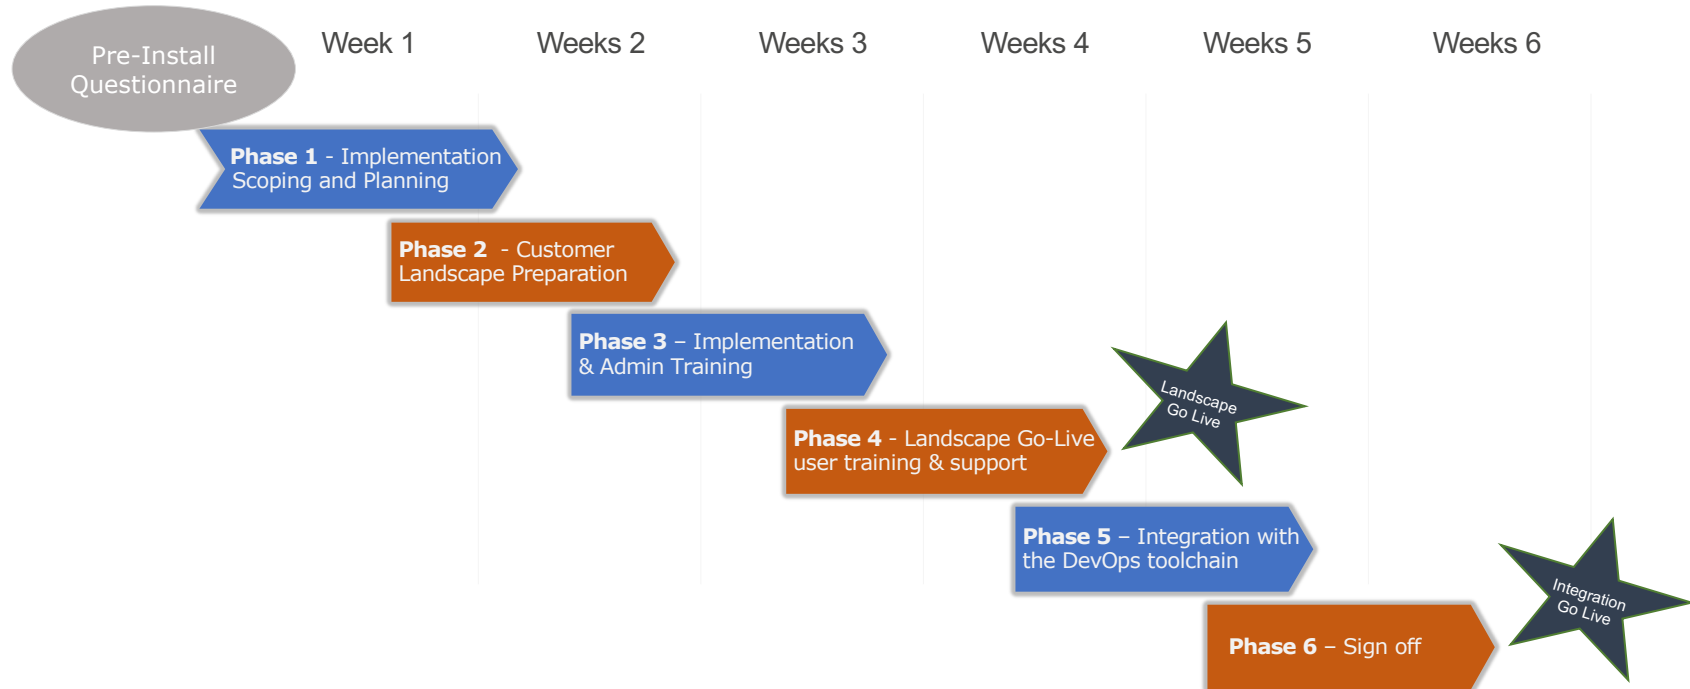 Pre-Install
Questionnaire
Week 1
Weeks 2
Weeks 3
Weeks 4
Weeks 5
Weeks 6
Phase 1 - Implementation
Scoping and Planning
Phase 2 - Customer
Landscape Preparation
Phase 3 – Implementation
& Admin Training
Landscape
Go Live
Phase 4 - Landscape Go-Live
user training & support
Phase 5 – Integration with
the DevOps toolchain
Integration
Go Live
Phase 6 – Sign off